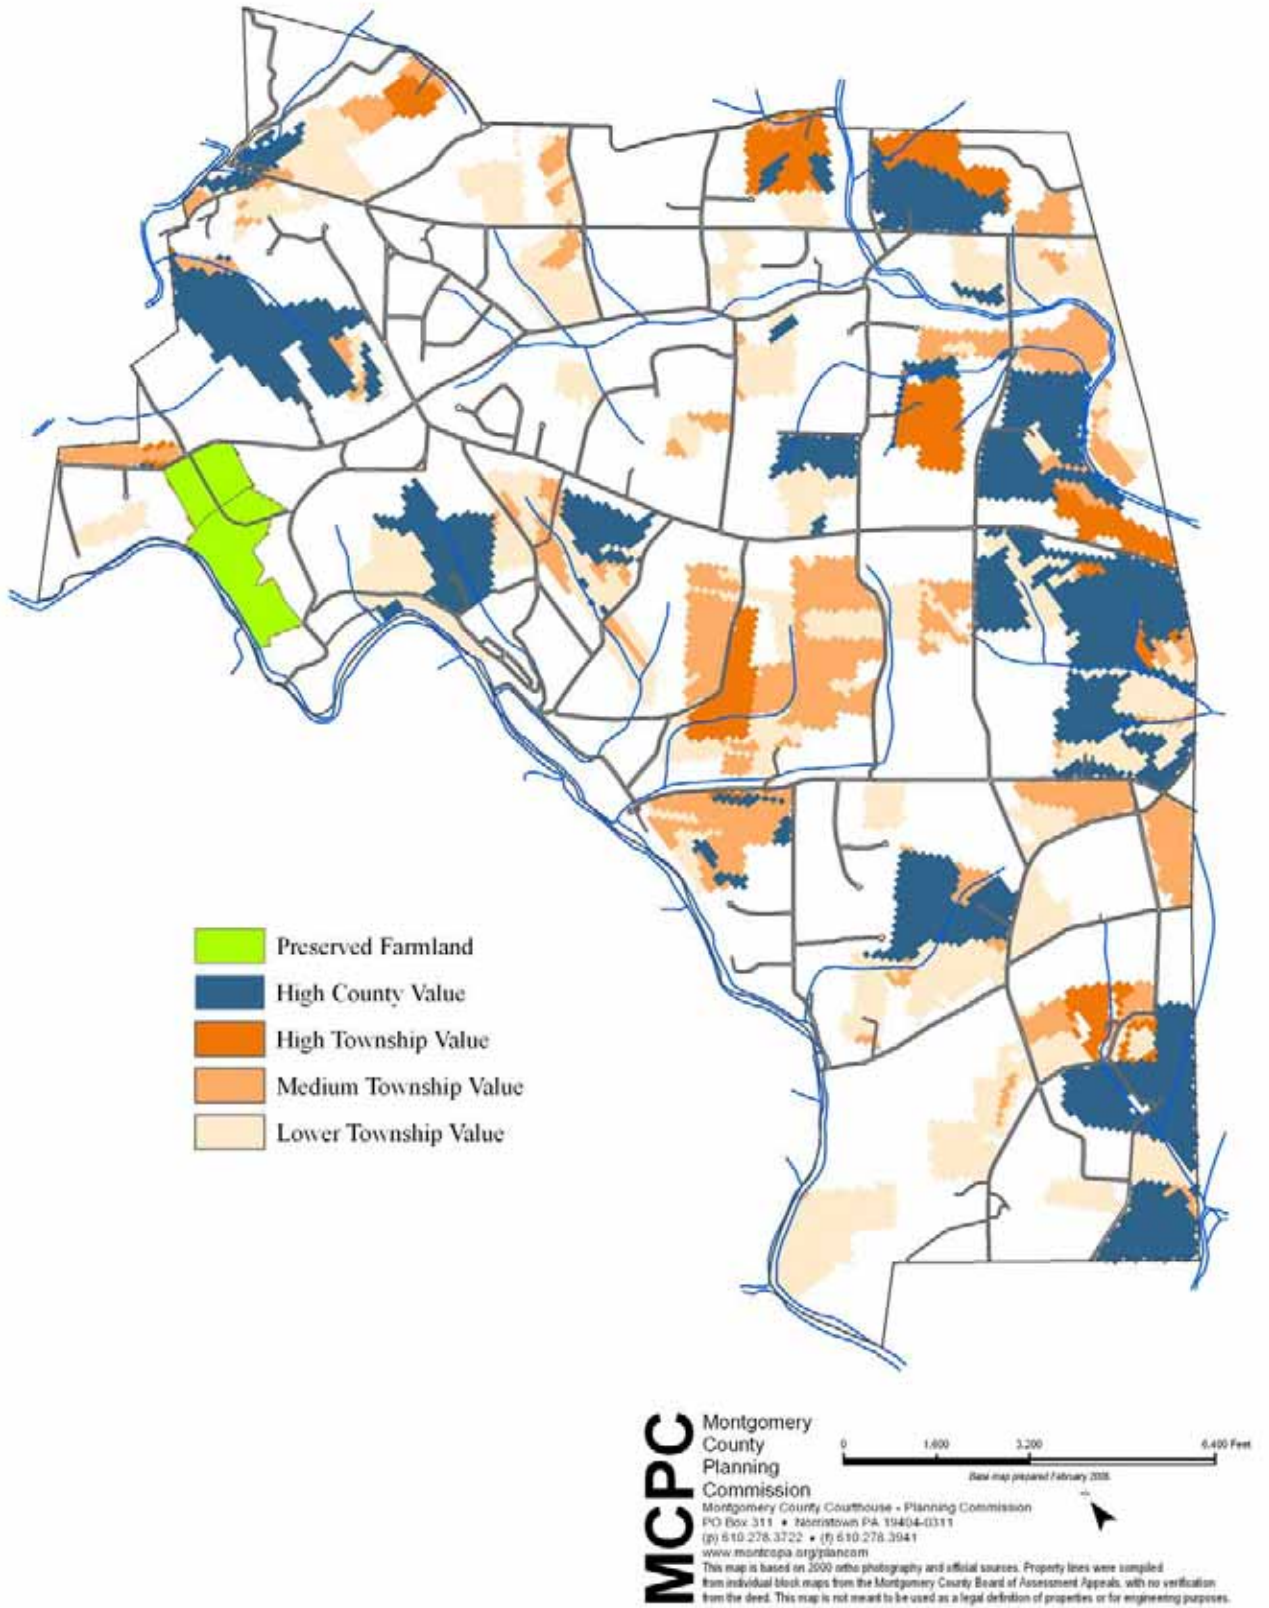 Preserved Farmland
High County Value
High Township Value
Medium Township Value
Lower Township Value
MCPC
Montgomery
County
Planning
Commission
0 1,600 3,200 6,400 Feet
Base map prepared February
Montgomery County Courthouse - Planning Commission
PO Box 311 • Norristown PA 19404-0311
(p) 610.278.3722 • (f) 610.278.3941
www.montcopa.org/plancom
This map is based on 2000 ortho photography and official sources. Property lines were compiled
from individual block maps from the Montgomery County Board of Assessment Appeals, with no verification
from the deed. This map is not meant to be used as a legal definition of properties or for engineering purposes.